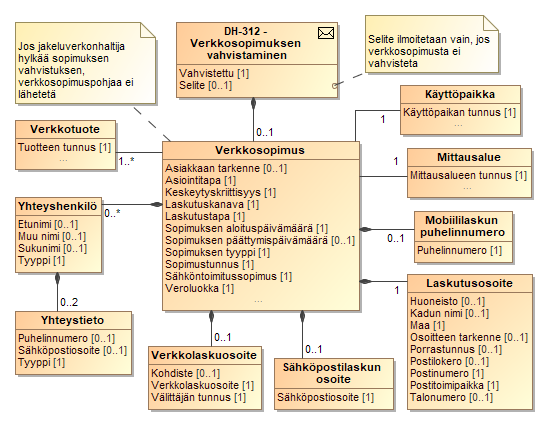 Jos jakeluverkonhaltija
hylkää sopimuksen
vahvistuksen,
verkkosopimuspohjaa ei
lähetetä
DH-312 -
Verkkosopimuksen
vahvistaminen
Vahvistettu [1]
Selite [0..1]
Selite ilmoitetaan vain, jos
verkkosopimusta ei
vahvisteta
0..1
Verkkotuote
Tuotteen tunnus [1]
...
1..*
Yhteyshenkilö
Etunimi [0..1]
Muu nimi [0..1]
Sukunimi [0..1]
Tyyppi [1]
0..*
0..2
Yhteystieto
Puhelinnumero [0..1]
Sähköpostiosoite [0..1]
Tyyppi [1]
Verkkosopimus
Asiakkaan tarkenne [0..1]
Asiointitapa [1]
Keskeytyskriittisyys [1]
Laskutuskanava [1]
Laskutustapa [1]
Sopimuksen aloituspäivämäärä [1]
Sopimuksen päättymispäivämäärä [0..1]
Sopimuksen tyyppi [1]
Sopimustunnus [1]
Sähköntoimitussopimus [1]
Veroluokka [1]
...
Käyttöpaikka
Käyttöpaikan tunnus [1]
...
1
Mittausalue
Mittausalueen tunnus [1]
...
1
Mobiililaskun
puhelinnumero
Puhelinnumero [1]
0..1
Laskutusosoite
Huoneisto [0..1]
Kadun nimi [0..1]
Maa [1]
Osoitteen tarkenne [0..1]
Porrastunnus [0..1]
Postilokero [0..1]
Postinumero [1]
Postitoimipaikka [1]
Talonumero [0..1]
1
0..1
Verkkolaskuosoite
Kohdiste [0..1]
Verkkolaskuosoite [1]
Välittäjän tunnus [1]
0..1
Sähköpostilaskun
osoite
Sähköpostiosoite [1]